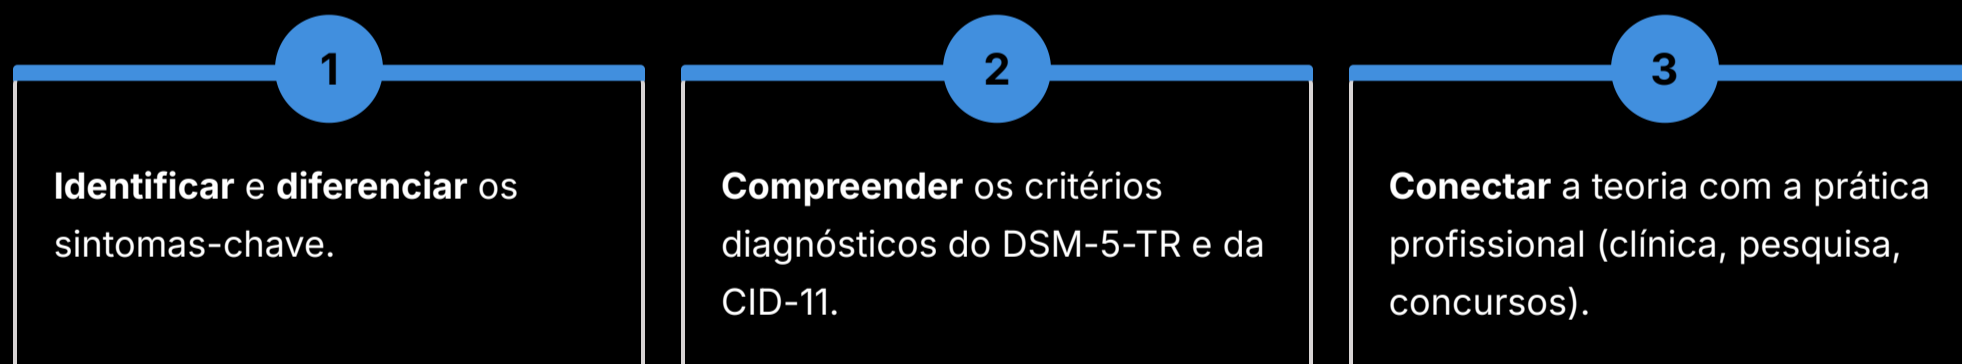 1
Identificar e diferenciar os
sintomas-chave.
2
Compreender os critérios
diagnósticos do DSM-5-TR e da
CID-11.
3
Conectar a teoria com a prática
profissional (clínica, pesquisa,
concursos).